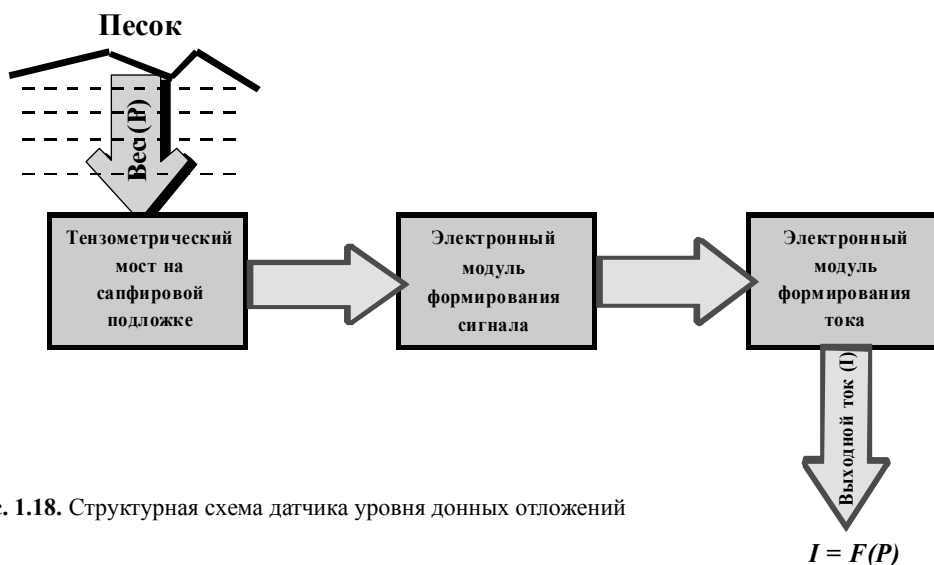 Песок
Вес (P)
Тензометрический
мост на
сапфировой
подложке
Электронный
модуль
формирования
сигнала
Электронный
модуль
формирования
тока
Выходной ток (I)
с. 1.18. Структурная схема датчика уровня донных отложений
I = F(P)